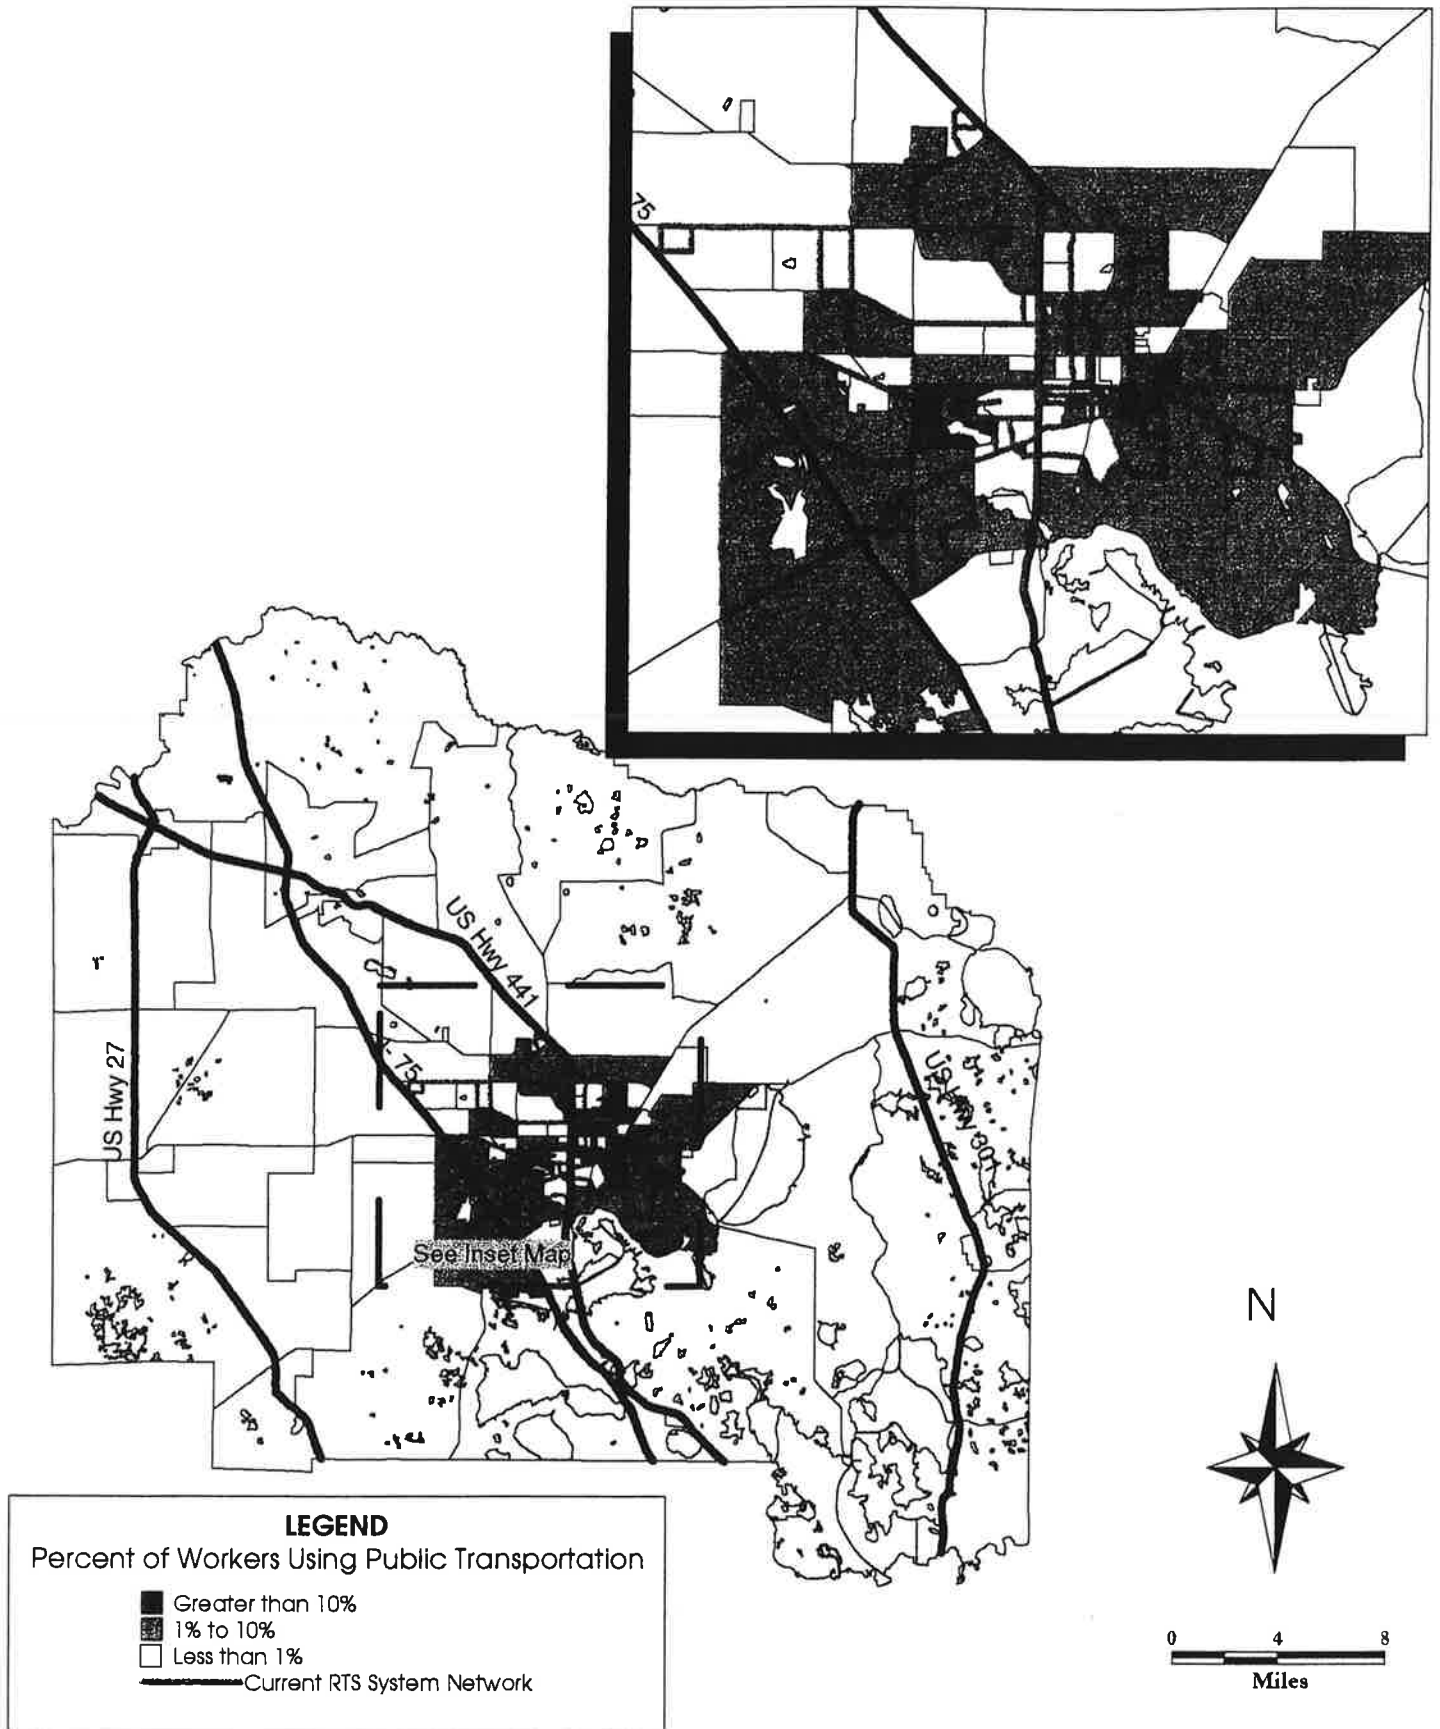 75
US Hwy 441
I - 75
US Hwy 27
US Hwy 301
See Inset Map
N
LEGEND
Percent of Workers Using Public Transportation
Greater than 10%
1% to 10%
Less than 1%
Current RTS System Network
0 4 8
Miles